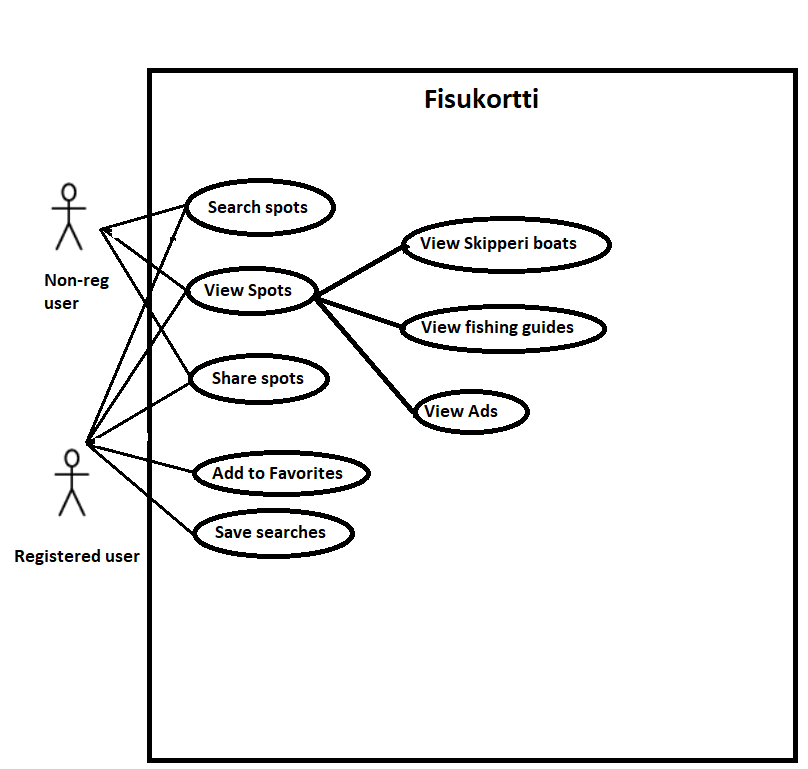 Fisukortti
Search spots
View Skipperi boats
Non-reg
user
View Spots
View fishing guides
Share spots
View Ads
Add to Favorites
Save searches
Registered user